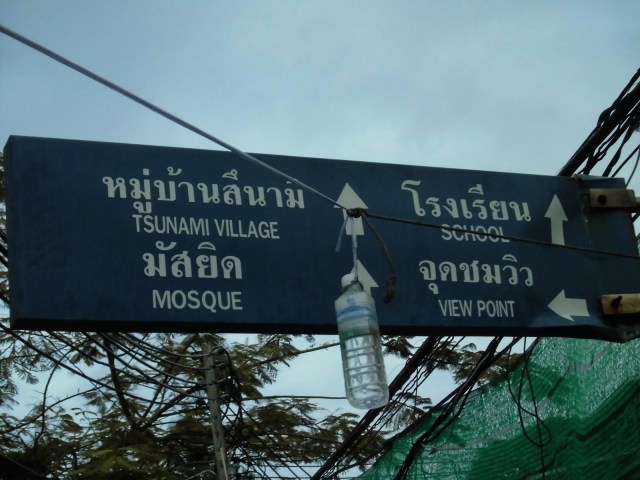 หมู่บ้านสึนามิ
TSUNAMI VILLAGE
มัสยิด
MOSQUE
โรงเรียน
SCHOOL
จุดชมวิว
VIEW POINT